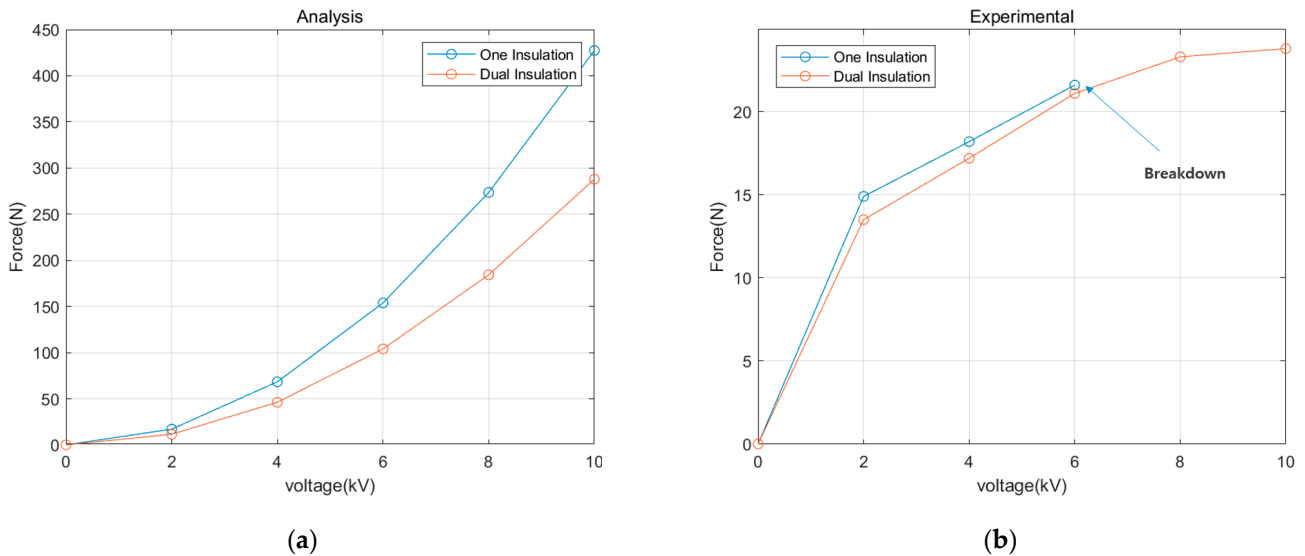 Analysis
450
400
350
300
250
200
150
100
50
0
Force(N)
One Insulation
Dual Insulation
0 2 4 6 8 10
voltage(kV)
(a)
Experimental
20
15
10
5
0
Force(N)
One Insulation
Dual Insulation
Breakdown
0 2 4 6 8 10
voltage(kV)
(b)